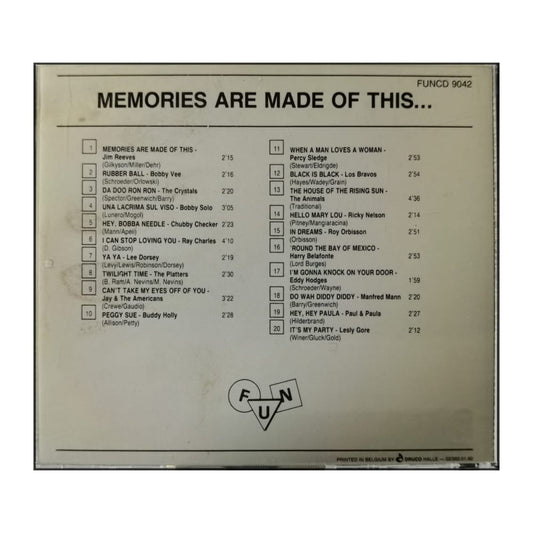 FUNCD 9042
MEMORIES ARE MADE OF THIS...
1 MEMORIES ARE MADE OF THIS -
Jim Reeves 2'15
(Gilkyson/Miller/Dehr)
2 RUBBER BALL - Bobby Vee 2'16
(Schroeder/Orlowski)
3 DA DOO RON RON - The Crystals 2'20
(Spector/Greenwich/Barry)
4 UNA LACRIMA SUL VISO - Bobby Solo 3'05
(Lunero/Mogol)
5 HEY, BOBBA NEEDLE - Chubby Checker 2'23
(Mann/Apell)
6 I CAN STOP LOVING YOU - Ray Charles 4'10
(D. Gibson)
7 YA YA - Lee Dorsey 2'19
(Levy/Lewis/Robinson/Dorsey)
8 TWILIGHT TIME - The Platters 2'30
(B. Ram/A. Nevins/M. Nevins)
9 CAN'T TAKE MY EYES OFF OF YOU -
Jay & The Americans 3'22
(Crewe/Gaudio)
10 PEGGY SUE - Buddy Holly 2'28
(Allison/Petty)
11 WHEN A MAN LOVES A WOMAN -
Percy Sledge 2'53
(Stewart/Eldrigde)
12 BLACK IS BLACK - Los Bravos 2'54
(Hayes/Wadey/Grain)
13 THE HOUSE OF THE RISING SUN -
The Animals 4'36
(Traditional)
14 HELLO MARY LOU - Ricky Nelson 2'14
(Pitney/Mangiaracina)
15 IN DREAMS - Roy Orbisson 2'51
(Orbisson)
16 'ROUND THE BAY OF MEXICO -
Harry Belafonte 2'53
(Lord Burges)
17 I'M GONNA KNOCK ON YOUR DOOR -
Eddy Hodges 1'59
(Schroeder/Wayne)
18 DO WAH DIDDY DIDDY - Manfred Mann 2'20
(Barry/Greenwich)
19 HEY, HEY PAULA - Paul & Paula 2'27
(Hilderbrand)
20 IT'S MY PARTY - Lesly Gore 2'12
(Winer/Gluck/Gold)
FUN
PRINTED IN BELGIUM BY DRUCO HALLE